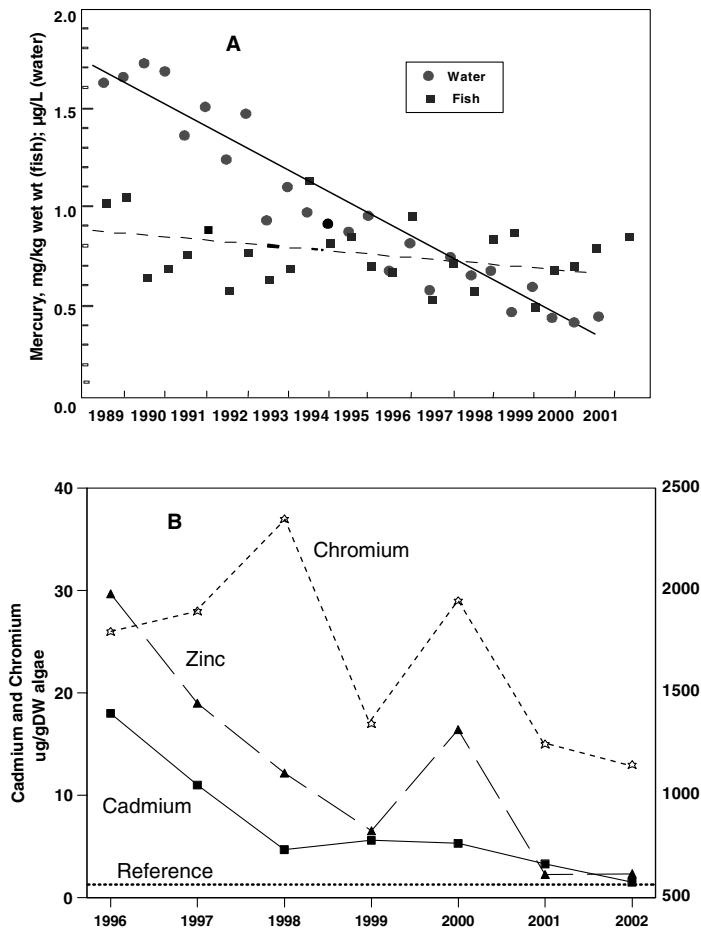 2.0
A
Water
Fish
1.5
1.0
0.5
0.0
Mercury, mg/kg wet wt (fish); µg/L (water)
1989 1990 1991 1992 1993 1994 1995 1996 1997 1998 1999 2000 2001
40
2500
B
Chromium
30
2000
Zinc
20
1500
Cadmium and Chromium
ug/gDW algae
10
1000
Cadmium
Reference
0
500
1996 1997 1998 1999 2000 2001 2002